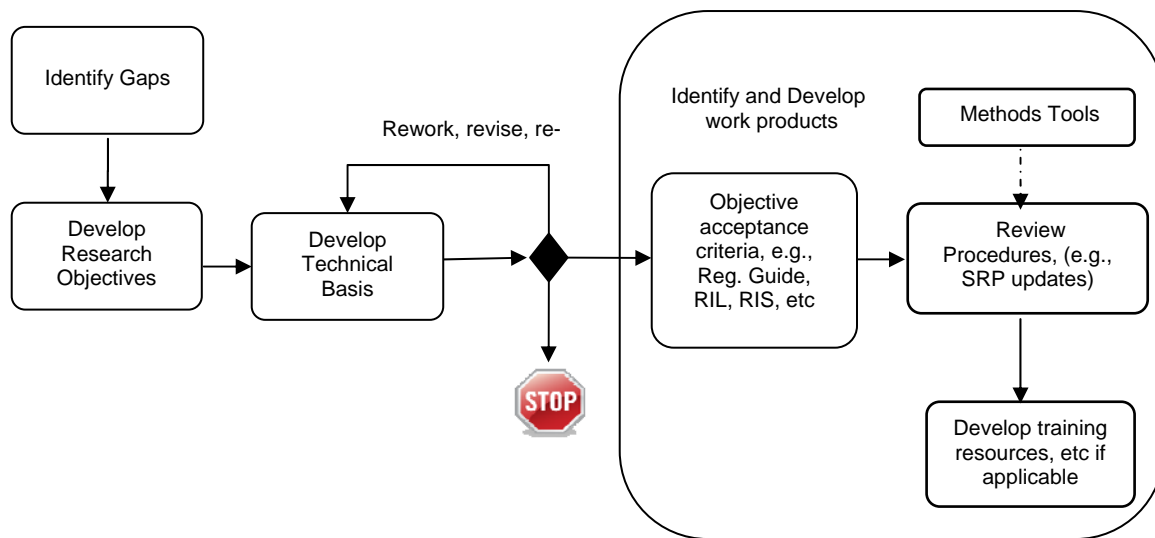 Identify Gaps
Develop
Research
Objectives
Rework, revise, re-
Develop
Technical
Basis
STOP
Identify and Develop
work products
Objective
acceptance
criteria, e.g.,
Reg. Guide,
RIL, RIS, etc
Methods Tools
Review
Procedures, (e.g.,
SRP updates)
Develop training
resources, etc if
applicable